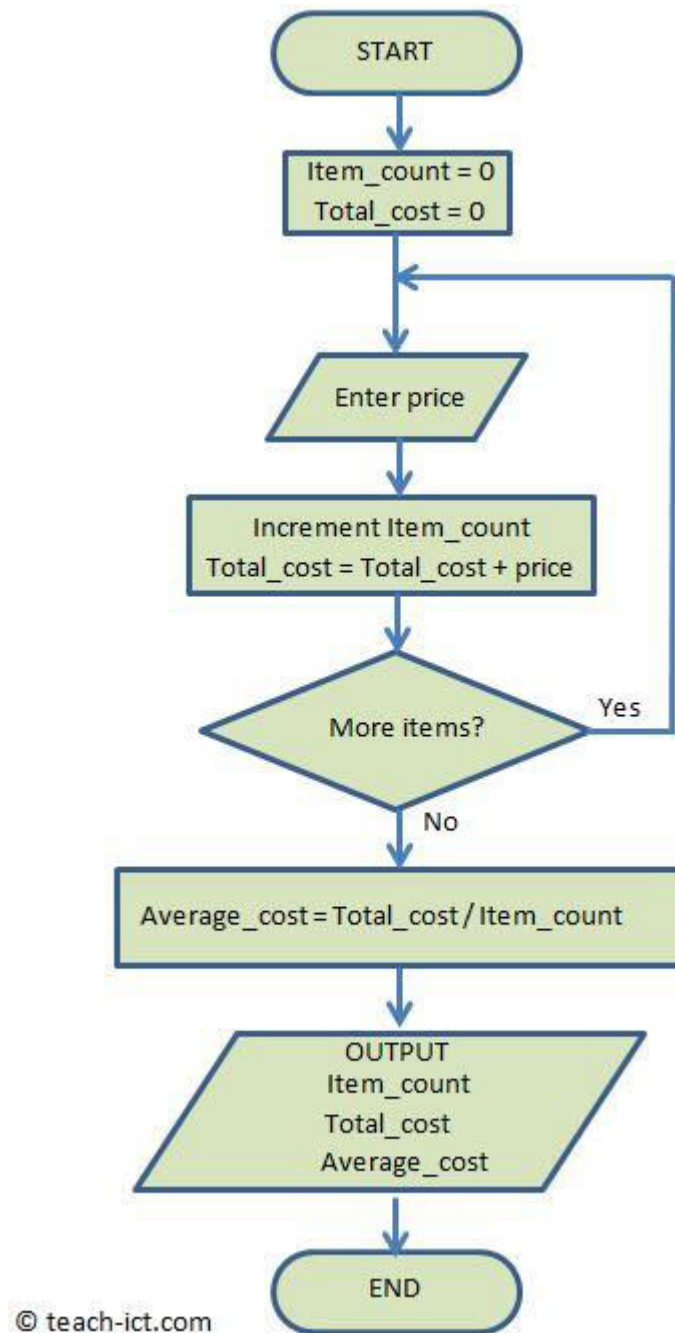 START
Item_count = 0
Total_cost = 0
Enter price
Increment Item_count
Total_cost = Total_cost + price
More items?
Yes
No
Average_cost = Total_cost / Item_count
OUTPUT
Item_count
Total_cost
Average_cost
END
© teach-ict.com